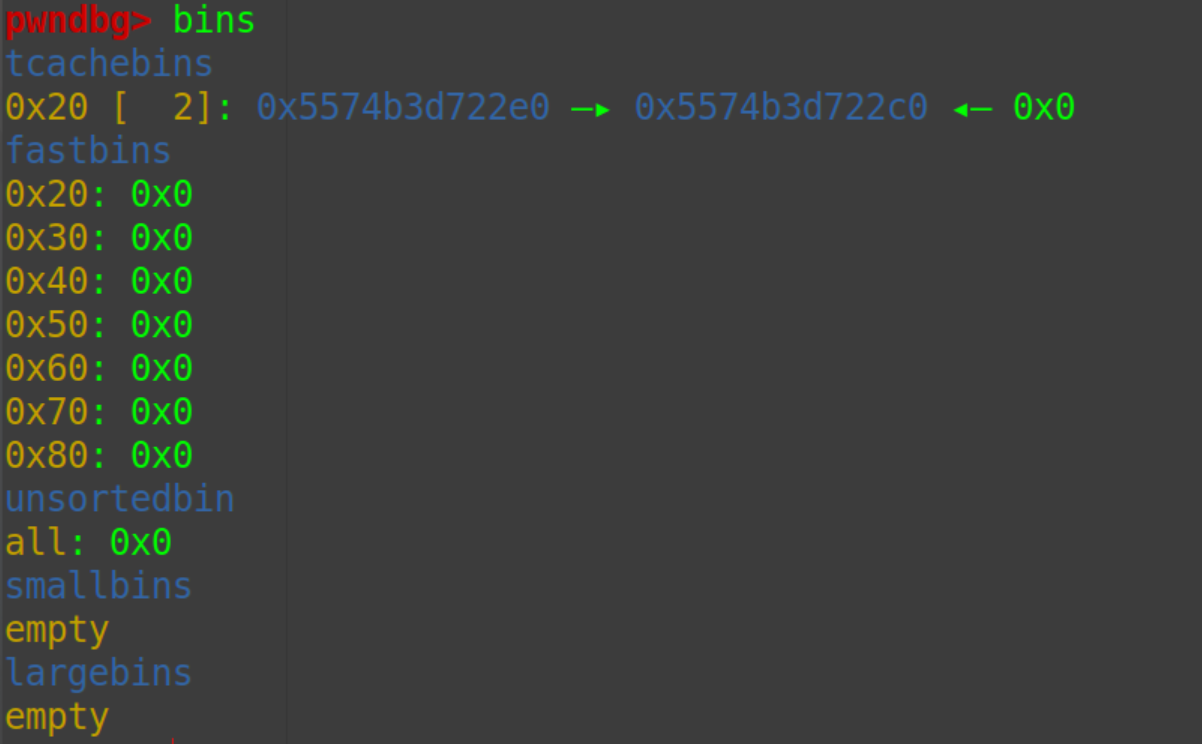 pwndbg> bins
tcachebins
0x20 [  2]: 0x5574b3d722e0 —▸ 0x5574b3d722c0 ◂— 0x0
fastbins
0x20: 0x0
0x30: 0x0
0x40: 0x0
0x50: 0x0
0x60: 0x0
0x70: 0x0
0x80: 0x0
unsortedbin
all: 0x0
smallbins
empty
largebins
empty